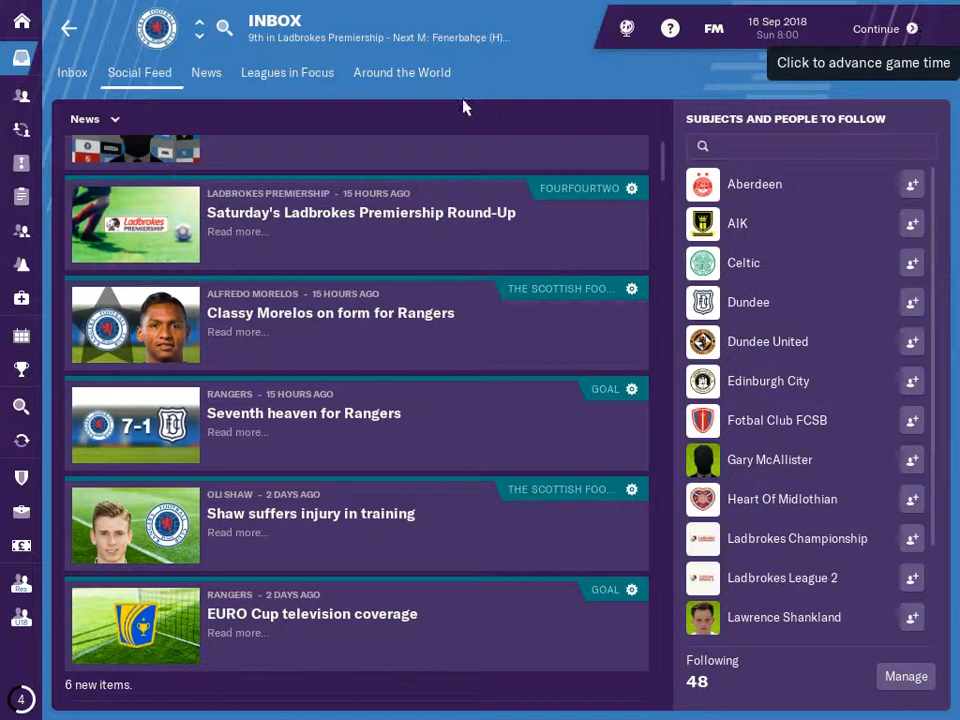 INBOX
9th in Ladbrokes Premiership - Next M: Fenerbahçe (H)...
FM
16 Sep 2018
Sun 8:00
Continue
Click to advance game time
Inbox
Social Feed
News
Leagues in Focus
Around the World
News
LADBROKES PREMIERSHIP - 15 HOURS AGO
FOURFOURTWO
Saturday's Ladbrokes Premiership Round-Up
Read more...
Ladbrokes
ALFREDO MORELOS - 15 HOURS AGO
THE SCOTTISH FOO...
Classy Morelos on form for Rangers
Read more...
RANGERS - 15 HOURS AGO
GOAL
Seventh heaven for Rangers
Read more...
7-1
OLI SHAW - 2 DAYS AGO
THE SCOTTISH FOO...
Shaw suffers injury in training
Read more...
RANGERS - 2 DAYS AGO
GOAL
EURO Cup television coverage
Read more...
6 new items.
SUBJECTS AND PEOPLE TO FOLLOW
Aberdeen
AIK
Celtic
Dundee
Dundee United
Edinburgh City
Fotbal Club FCSB
Gary McAllister
Heart Of Midlothian
Ladbrokes Championship
Ladbrokes League 2
Lawrence Shankland
Following
48
Manage
Res
U18
4